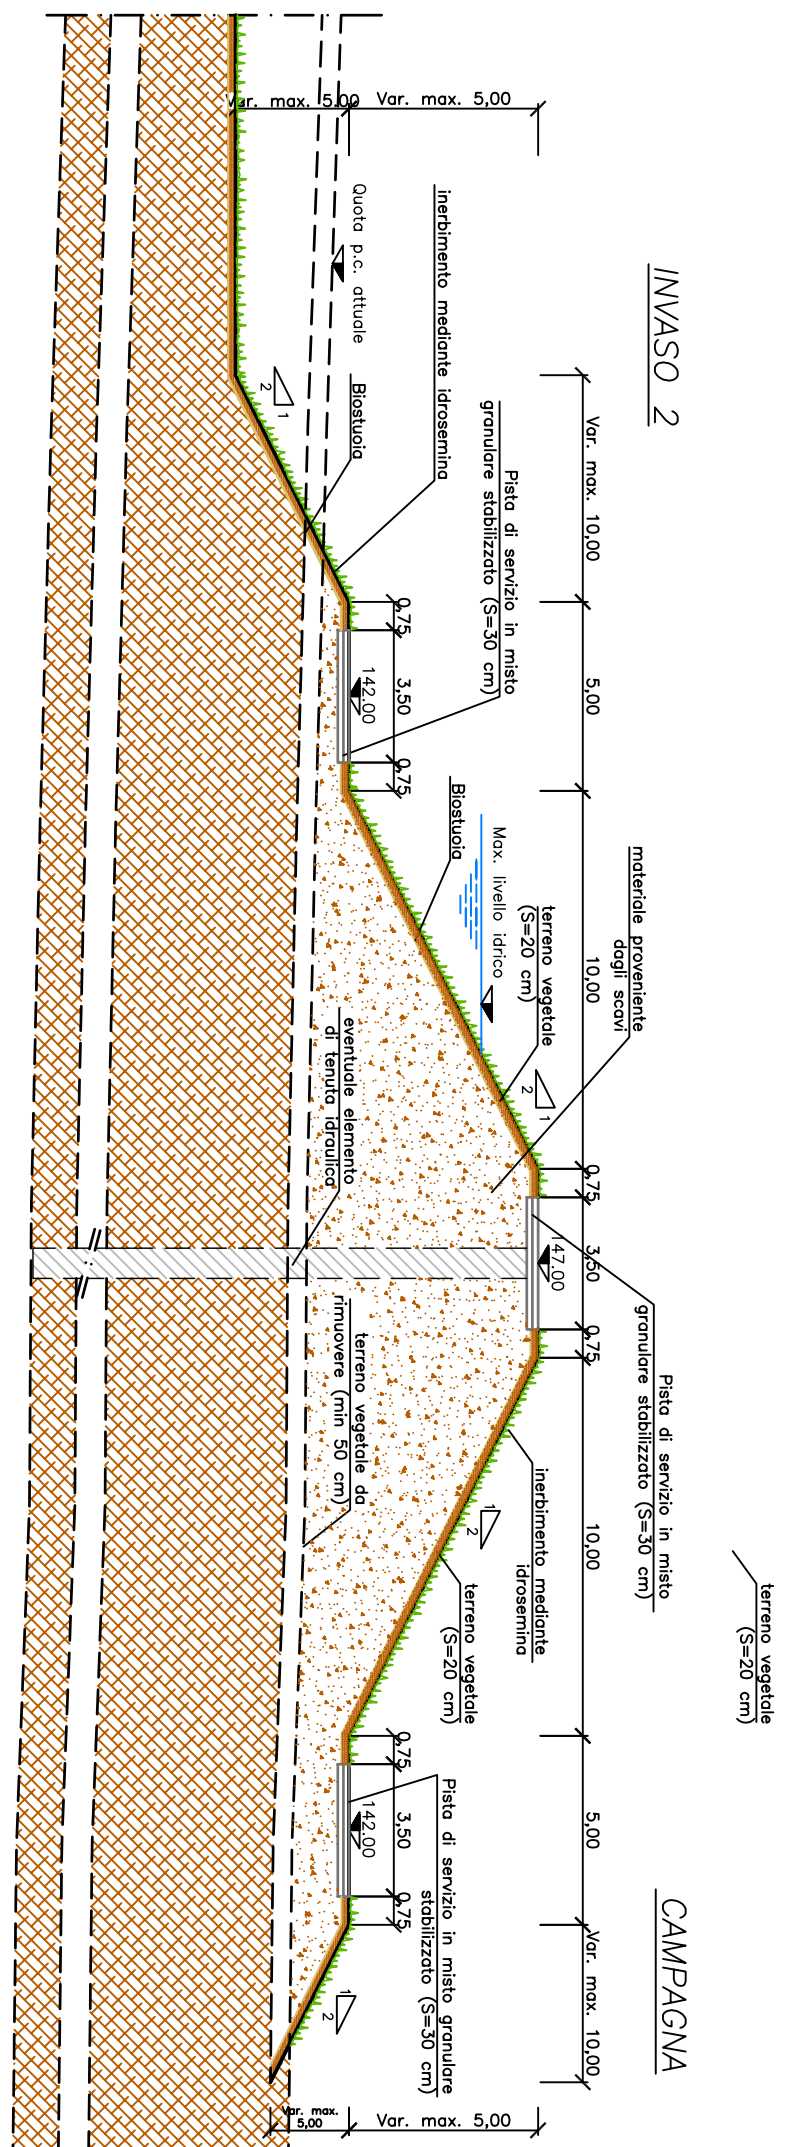 INVASO 2
CAMPAGNA
Var. max. 10,00
5,00
10,00
0,75
3,50
0,75
10,00
5,00
Var. max. 10,00
Var. max. 5,00
Var. max. 5,00
Quota p.c. attuale
inerbimento mediante idrosemina
Biostuoia
2
1
Pista di servizio in misto
granulare stabilizzato (S=30 cm)
0,75
3,50
0,75
142.00
Biostuoia
Max. livello idrico
terreno vegetale
(S=20 cm)
materiale proveniente
dagli scavi
2
1
eventuale elemento
di tenuta idraulica
147.00
Pista di servizio in misto
granulare stabilizzato (S=30 cm)
terreno vegetale da
rimuovere (min 50 cm)
inerbimento mediante
idrosemina
1
2
terreno vegetale
(S=20 cm)
terreno vegetale
(S=20 cm)
0,75
3,50
0,75
142.00
Pista di servizio in misto granulare
stabilizzato (S=30 cm)
1
2
Var. max. 5,00
Var. max.
5,00